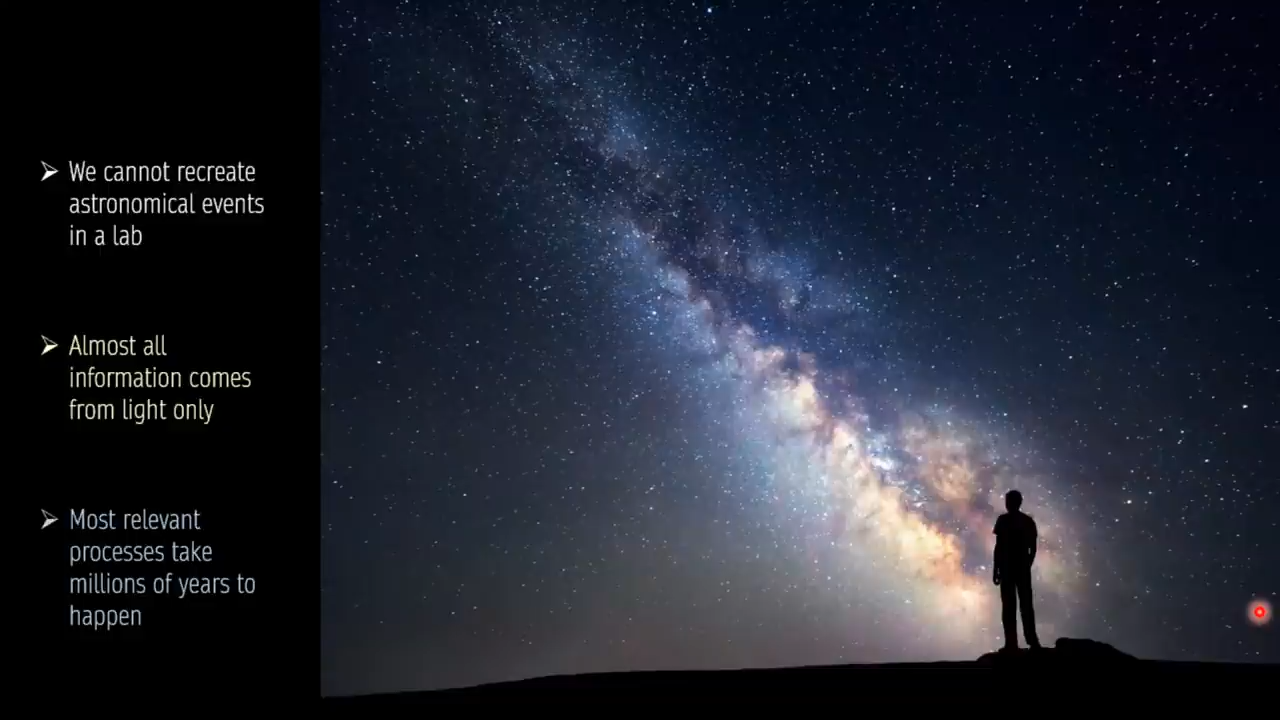 We cannot recreate
astronomical events
in a lab
Almost all
information comes
from light only
Most relevant
processes take
millions of years to
happen